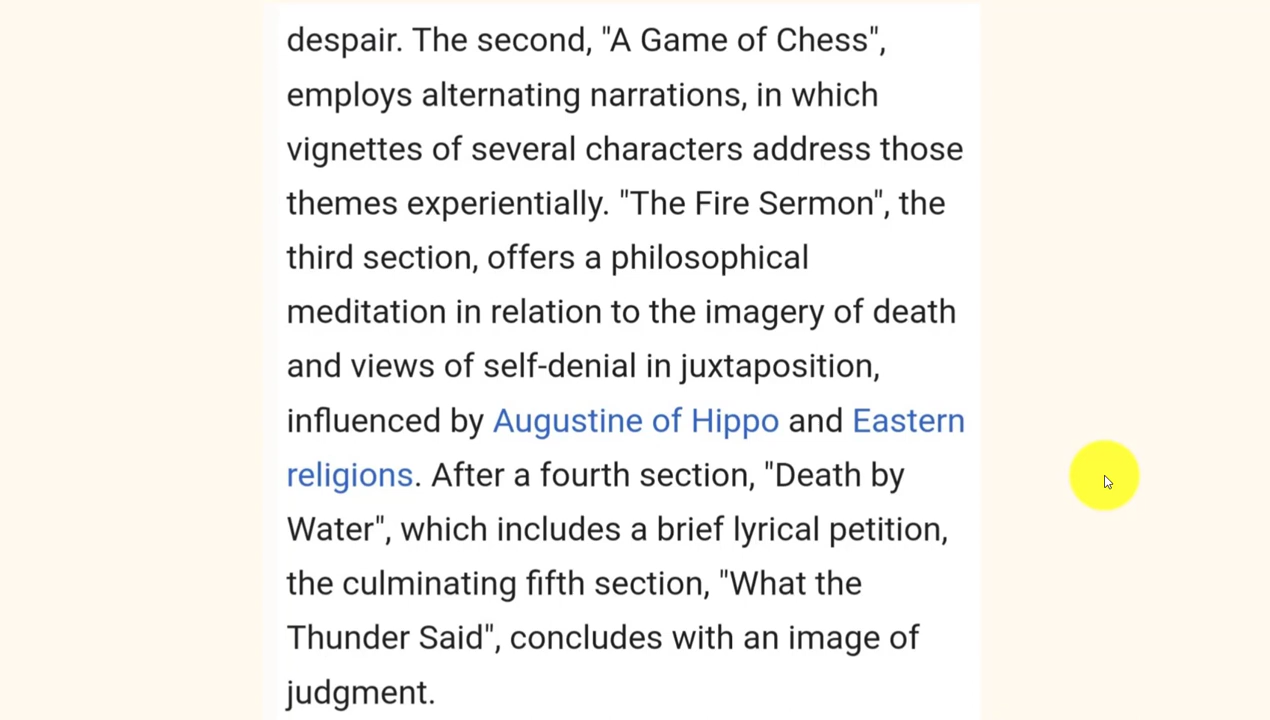 despair. The second, "A Game of Chess",
employs alternating narrations, in which
vignettes of several characters address those
themes experientially. "The Fire Sermon", the
third section, offers a philosophical
meditation in relation to the imagery of death
and views of self-denial in juxtaposition,
influenced by Augustine of Hippo and Eastern
religions. After a fourth section, "Death by
Water", which includes a brief lyrical petition,
the culminating fifth section, "What the
Thunder Said", concludes with an image of
judgment.